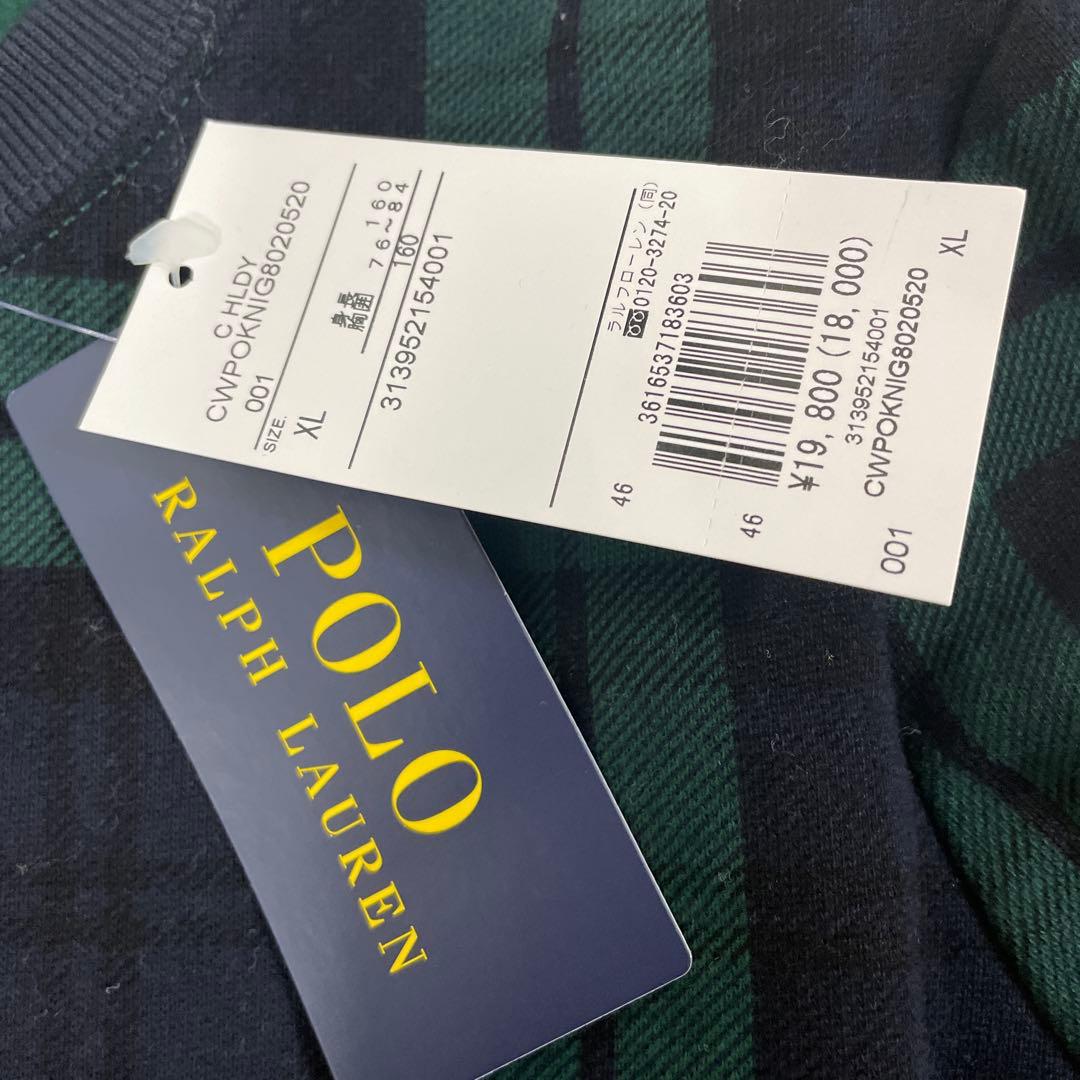 C HLDY
CWPOKNIG8020520
001
SIZE.
XL
身長 160
胸囲 76~84
160
313952154001
ラルフローレン (同)
0120-3274-20
3616537183603
46
46
¥19,800(18,000)
313952154001
CWPOKNIG8020520
001
XL
POLO
RALPH LAUREN